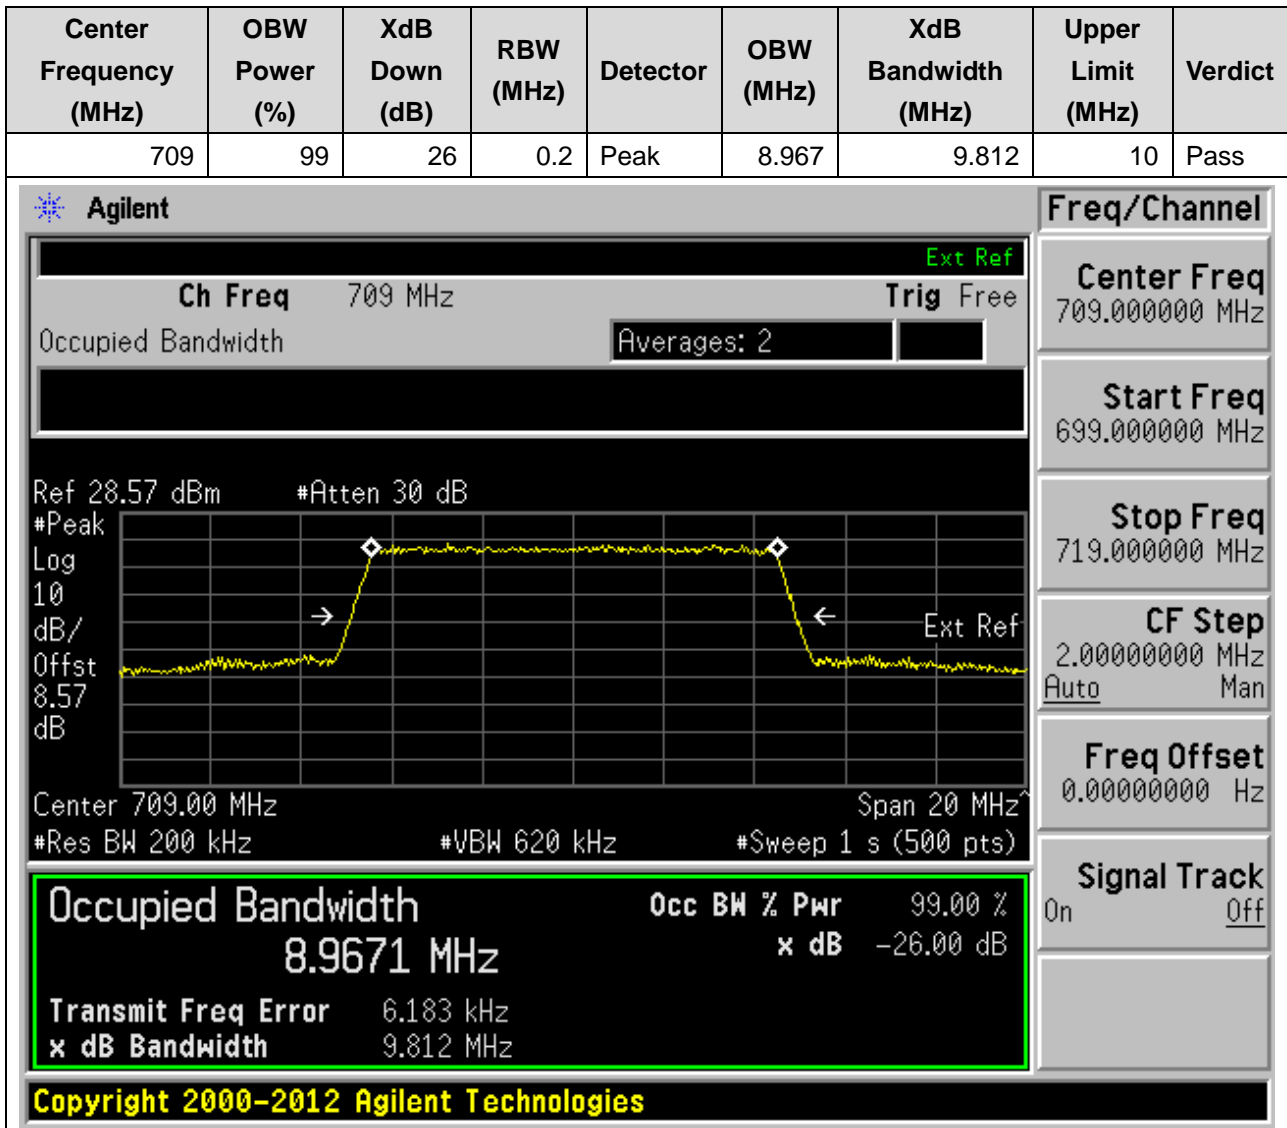 Center Frequency (MHz) OBW Power (%) XdB Down (dB) RBW (MHz) Detector OBW (MHz) XdB Bandwidth (MHz) Upper Limit (MHz) Verdict
709 99 26 0.2 Peak 8.967 9.812 10 Pass
Agilent
Freq/Channel
Ext Ref
Ch Freq 709 MHz Trig Free
Occupied Bandwidth Averages: 2
Ref 28.57 dBm #Atten 30 dB
#Peak
Log
10
dB/
Offst
8.57
dB
Ext Ref
Center 709.00 MHz Span 20 MHz^
#Res BW 200 kHz #VBW 620 kHz #Sweep 1 s (500 pts)
Occupied Bandwidth Occ BW % Pwr 99.00 %
8.9671 MHz x dB -26.00 dB
Transmit Freq Error 6.183 kHz
x dB Bandwidth 9.812 MHz
Center Freq
709.000000 MHz
Start Freq
699.000000 MHz
Stop Freq
719.000000 MHz
CF Step
2.00000000 MHz
Auto Man
Freq Offset
0.00000000 Hz
Signal Track
On Off
Copyright 2000-2012 Agilent Technologies